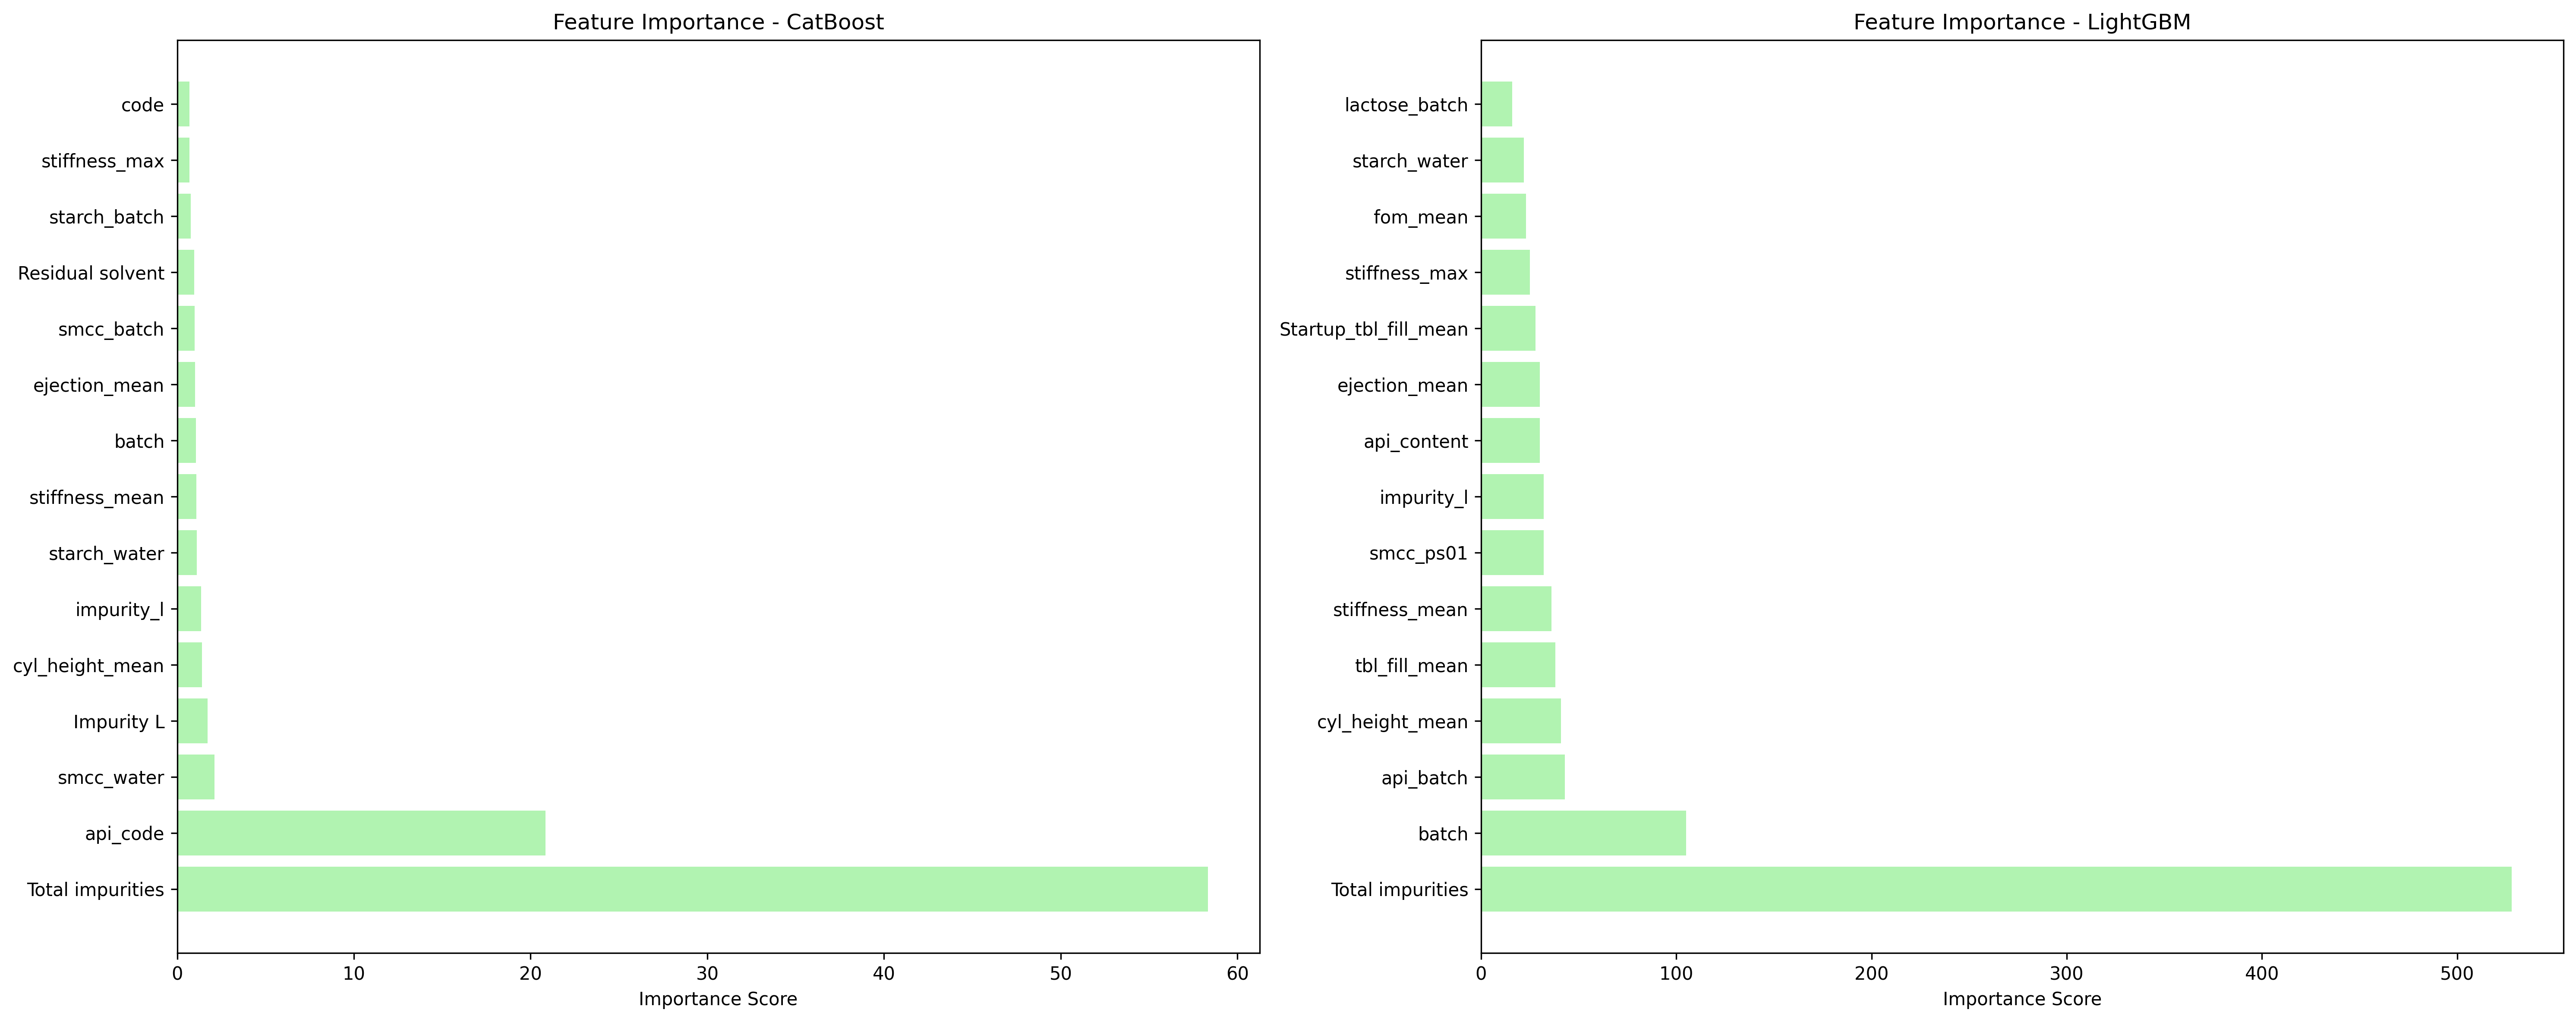 Feature Importance - CatBoost
code
stiffness_max
starch_batch
Residual solvent
smcc_batch
ejection_mean
batch
stiffness_mean
starch_water
impurity_l
cyl_height_mean
Impurity L
smcc_water
api_code
Total impurities
0 10 20 30 40 50 60
Importance Score
Feature Importance - LightGBM
lactose_batch
starch_water
fom_mean
stiffness_max
Startup_tbl_fill_mean
ejection_mean
api_content
impurity_l
smcc_ps01
stiffness_mean
tbl_fill_mean
cyl_height_mean
api_batch
batch
Total impurities
0 100 200 300 400 500
Importance Score